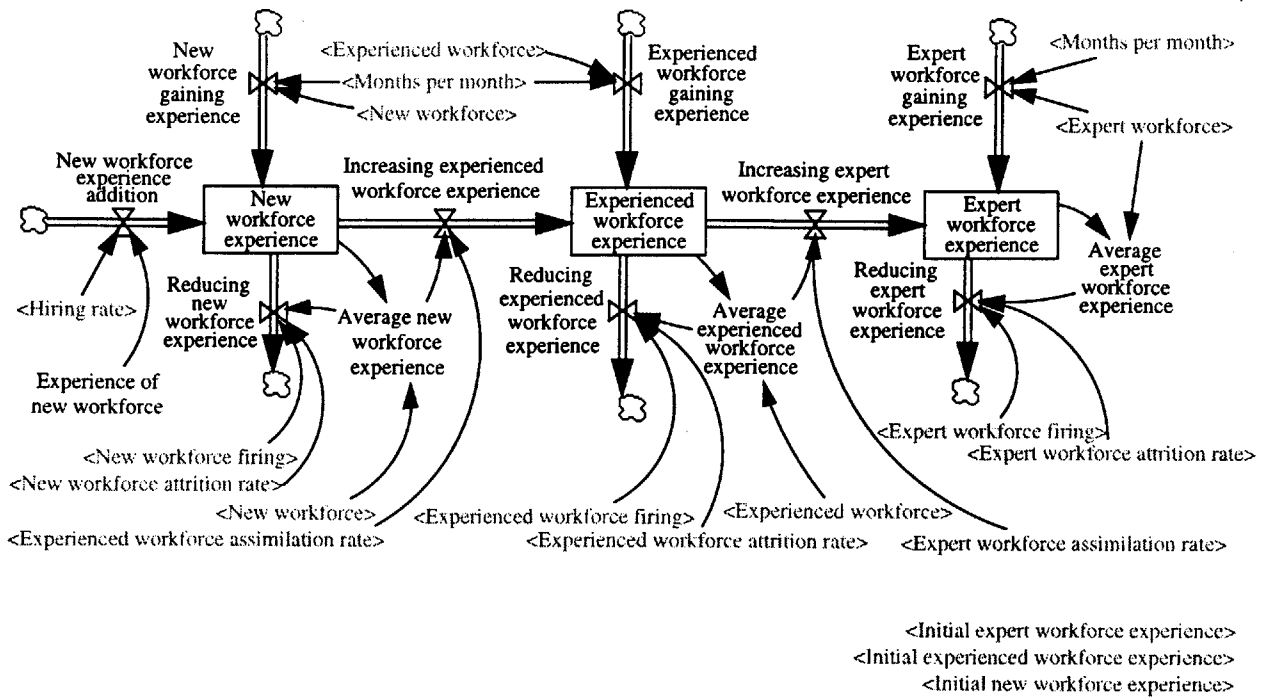 New
workforce
gaining
experience
<Experienced workforce>
<Months per month>
<New workforce>
Experienced
workforce
gaining
experience
Expert
workforce
gaining
experience
<Months per month>
<Expert workforce>
New workforce
experience
addition
New
workforce
experience
Increasing experienced
workforce experience
Experienced
workforce
experience
Increasing expert
workforce experience
Expert
workforce
experience
Average
expert
workforce
experience
<Hiring rate>
Experience of
new workforce
Reducing
new
workforce
experience
Average new
workforce
experience
Reducing
experienced
workforce
experience
Average
experienced
workforce
experience
Reducing
expert
workforce
experience
<New workforce firing>
<New workforce attrition rate>
<New workforce>
<Experienced workforce assimilation rate>
<Experienced workforce firing>
<Experienced workforce attrition rate>
<Experienced workforce>
<Expert workforce firing>
<Expert workforce attrition rate>
<Expert workforce assimilation rate>
<Initial expert workforce experience>
<Initial experienced workforce experience>
<Initial new workforce experience>